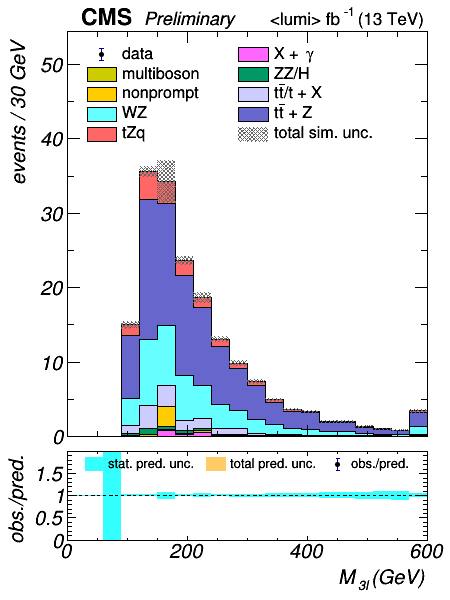 CMS Preliminary <lumi> fb⁻¹ (13 TeV)
events / 30 GeV
50
40
30
20
10
0
data
multiboson
nonprompt
WZ
tZq
X + γ
ZZ/H
tt̄/t + X
tt̄ + Z
total sim. unc.
obs./pred.
1.5
1
0.5
0
stat. pred. unc. total pred. unc. obs./pred.
0 200 400 600
M₃ₗ (GeV)